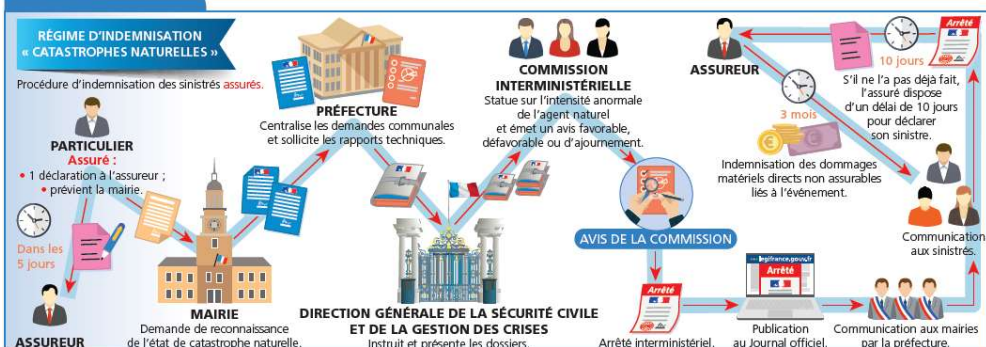 RÉGIME D'INDEMNISATION
« CATASTROPHES NATURELLES »
Procédure d'indemnisation des sinistrés assurés.
PARTICULIER
Assuré :
• 1 déclaration à l'assureur ;
• prévient la mairie.
Dans les
5 jours
ASSUREUR
MAIRIE
Demande de reconnaissance
de l'état de catastrophe naturelle.
PRÉFECTURE
Centralise les demandes communales
et sollicite les rapports techniques.
DIRECTION GÉNÉRALE DE LA SÉCURITÉ CIVILE
ET DE LA GESTION DES CRISES
Instruit et présente les dossiers.
COMMISSION
INTERMINISTÉRIELLE
Statue sur l'intensité anormale
de l'agent naturel
et émet un avis favorable,
défavorable ou d'ajournement.
AVIS DE LA COMMISSION
Arrêté
Arrêté interministériel.
legifrance.gouv.fr
Arrêté
Publication
au Journal officiel.
Communication aux mairies
par la préfecture.
Communication
aux sinistrés.
Arrêté
10 jours
S'il ne l'a pas déjà fait,
l'assuré dispose
d'un délai de 10 jours
pour déclarer
son sinistre.
ASSUREUR
3 mois
Indemnisation des dommages
matériels directs non assurables
liés à l'événement.